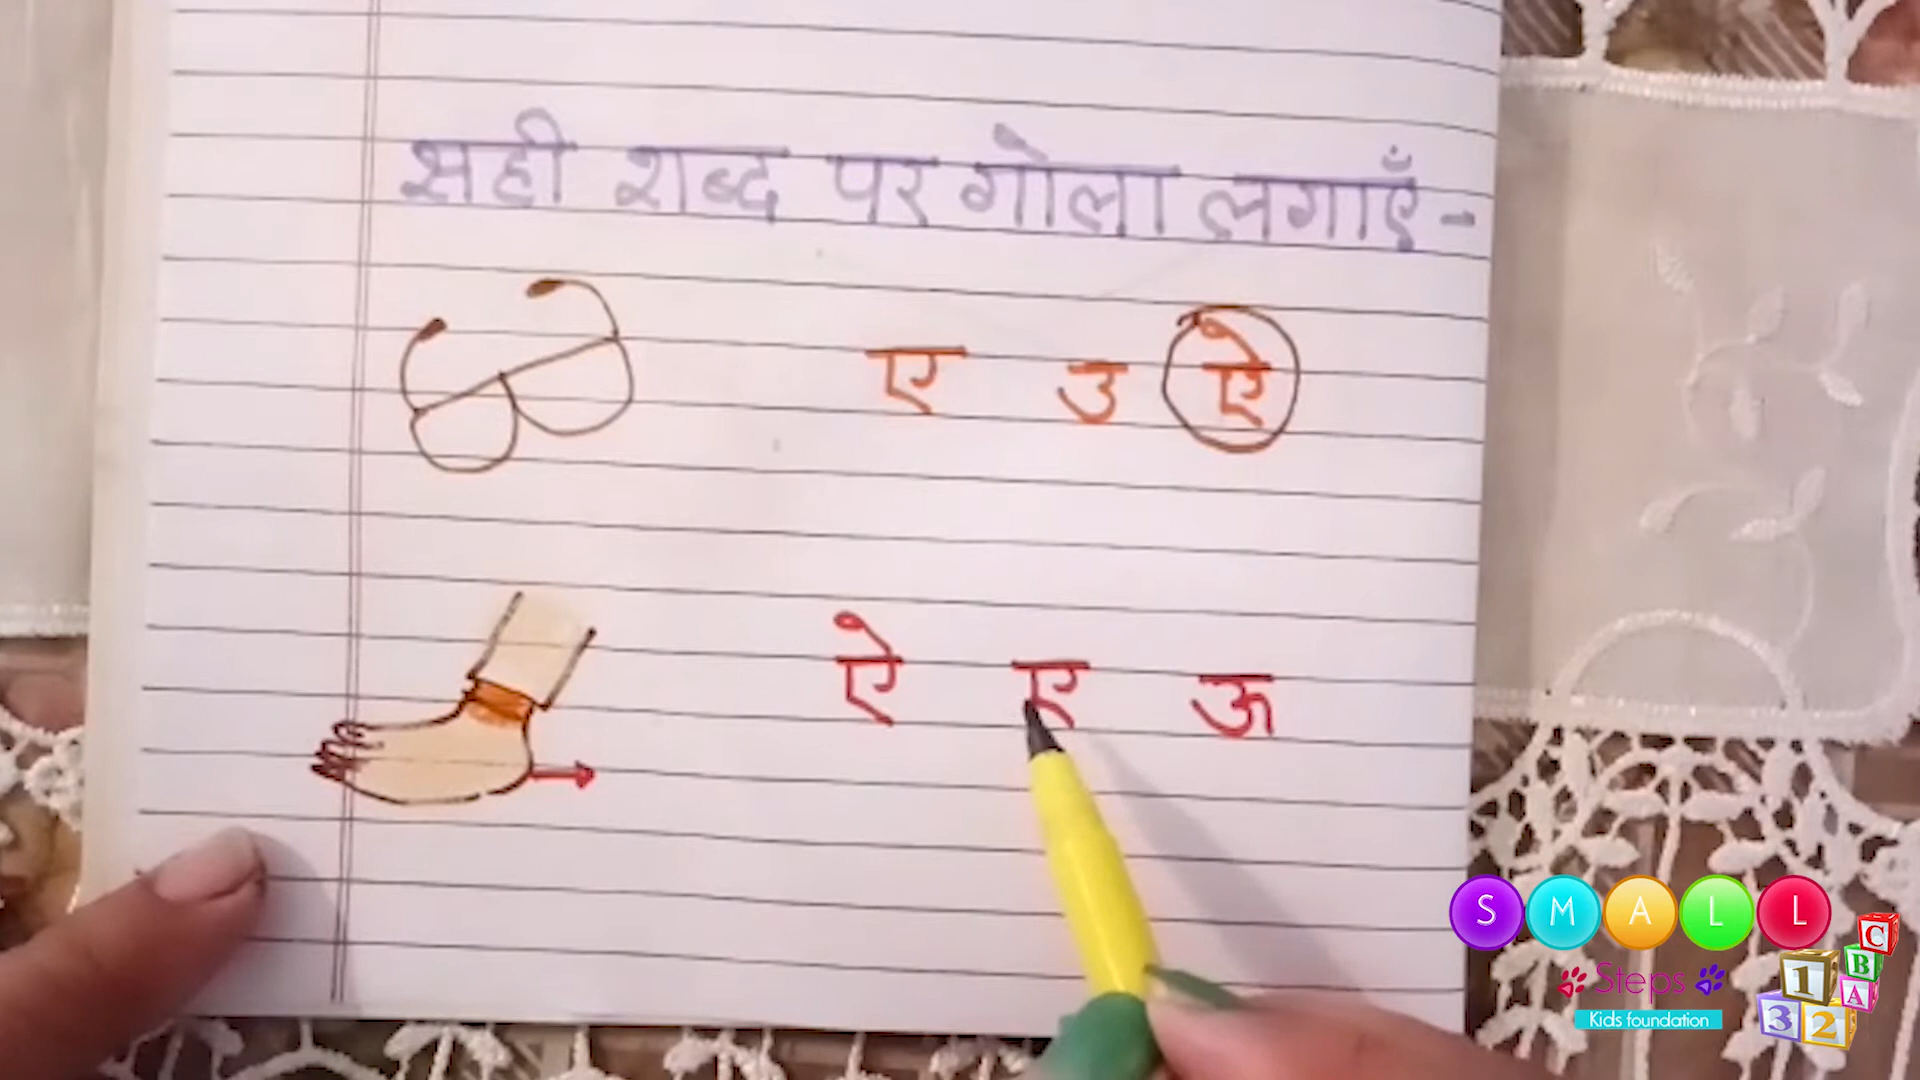 सही शब्द पर गोला लगाएँ -
ए उ ऐ
ऐ ए ऊ
SMALL
Steps
Kids foundation
C
1 B
A
3 2